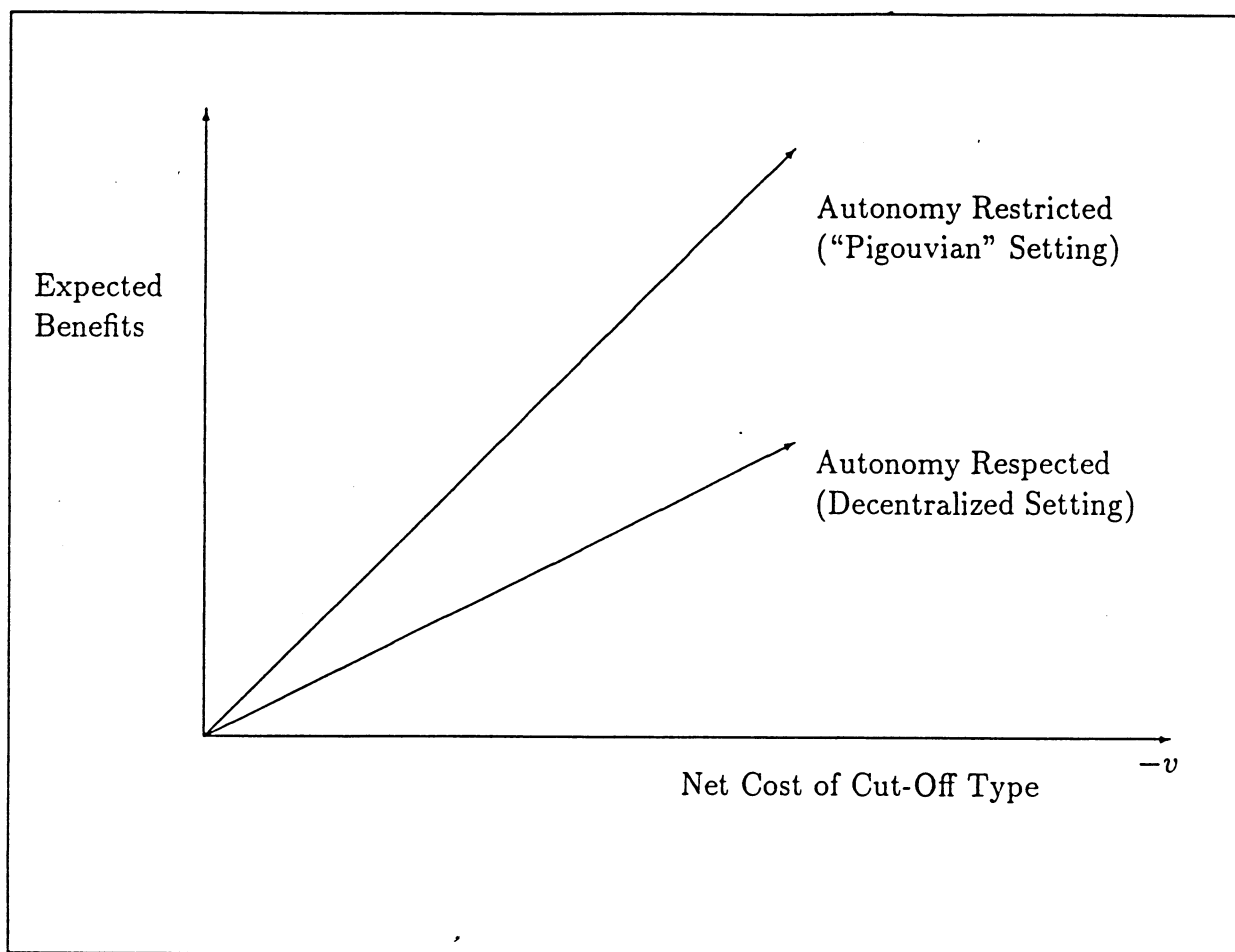 Autonomy Restricted
(“Pigouvian” Setting)
Expected
Benefits
Autonomy Respected
(Decentralized Setting)
−v
Net Cost of Cut-Off Type